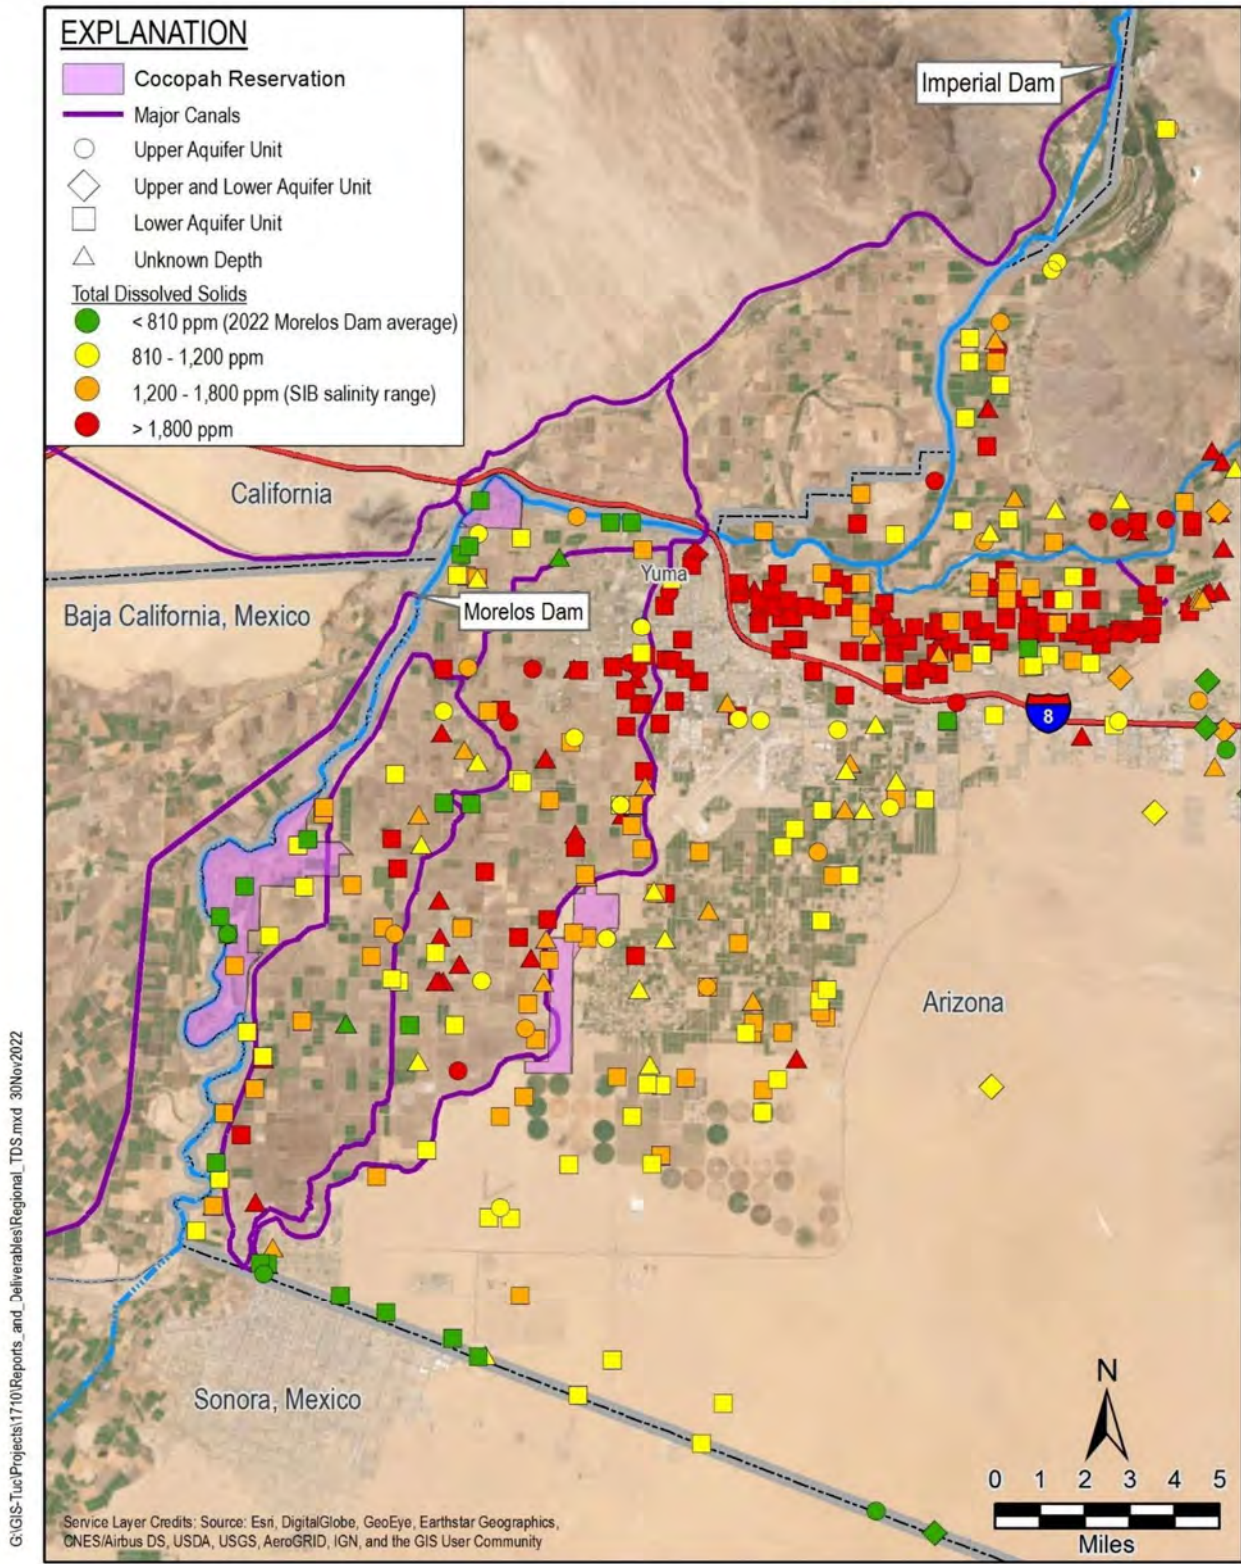 EXPLANATION
Cocopah Reservation
Major Canals
Upper Aquifer Unit
Upper and Lower Aquifer Unit
Lower Aquifer Unit
Unknown Depth
Total Dissolved Solids
< 810 ppm (2022 Morelos Dam average)
810 - 1,200 ppm
1,200 - 1,800 ppm (SIB salinity range)
> 1,800 ppm
Imperial Dam
California
Yuma
Baja California, Mexico
Morelos Dam
8
Arizona
Sonora, Mexico
N
0 1 2 3 4 5
Miles
Service Layer Credits: Source: Esri, DigitalGlobe, GeoEye, Earthstar Geographics,
CNES/Airbus DS, USDA, USGS, AeroGRID, IGN, and the GIS User Community
G:\GIS-Tuc\Projects\1710\Reports_and_Deliverables\Regional_TDS.mxd 30Nov2022